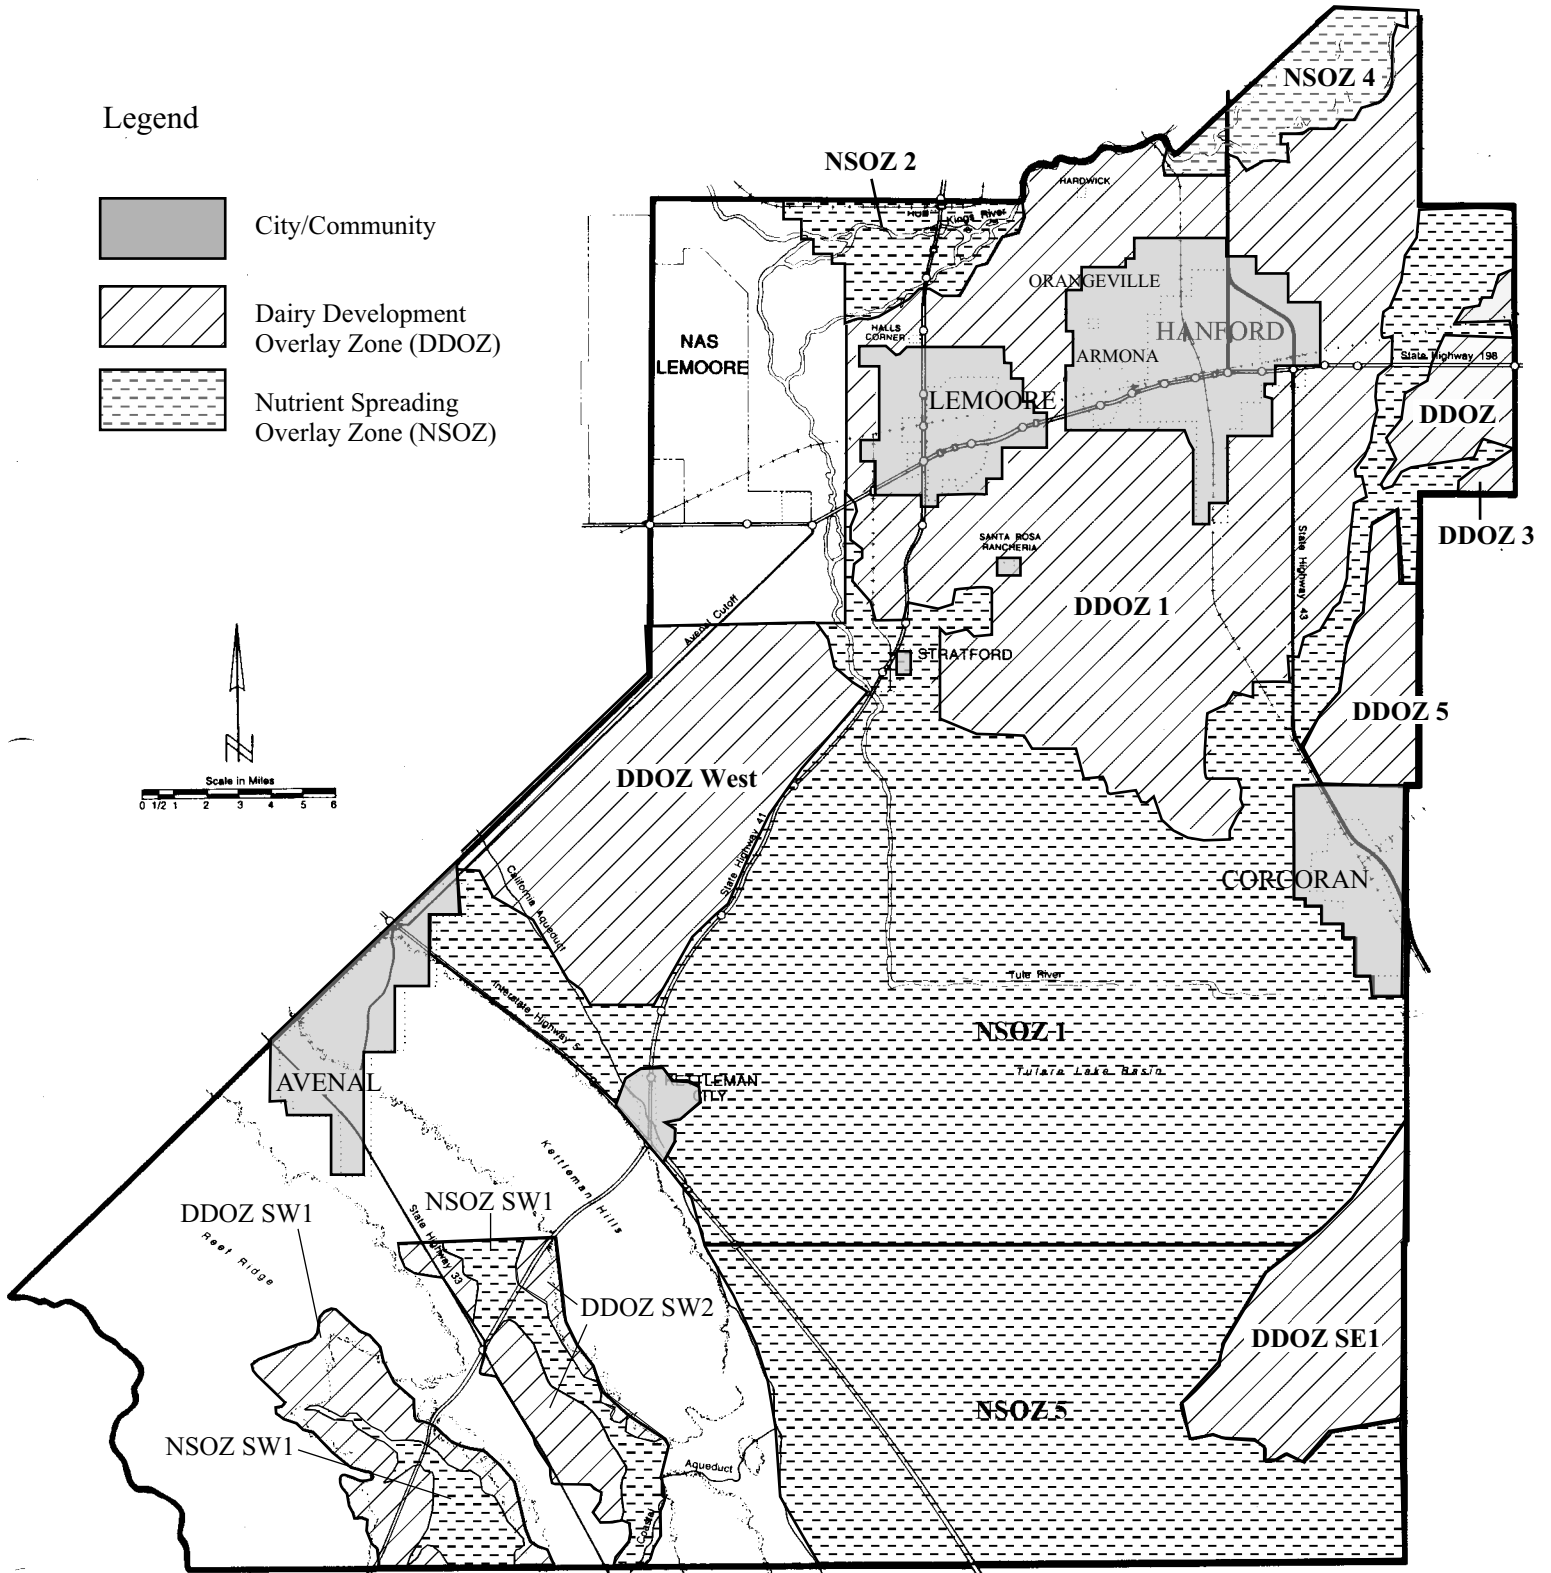 NSOZ 4
Legend
NSOZ 2
HARDWICK
Kings River
City/Community
ORANGEVILLE
Dairy Development
Overlay Zone (DDOZ)
HALLS
CORNER
HANFORD
NAS
LEMOORE
ARMONA
State Highway 198
Nutrient Spreading
Overlay Zone (NSOZ)
LEMOORE
DDOZ
DDOZ 3
State Highway 43
SANTA ROSA
RANCHERIA
DDOZ 1
Avenal Cutoff
STRATFORD
DDOZ 5
N
Scale in Miles
0 1/2 1 2 3 4 5 6
DDOZ West
State Highway 41
California Aqueduct
CORCORAN
Tule River
Interstate Highway 5
NSOZ 1
Tulare Lake Basin
AVENAL
KETTLEMAN
CITY
Kettleman Hills
NSOZ SW1
DDOZ SW1
Reef Ridge
State Highway 33
DDOZ SW2
DDOZ SE1
NSOZ 5
NSOZ SW1
Aqueduct
Coastal